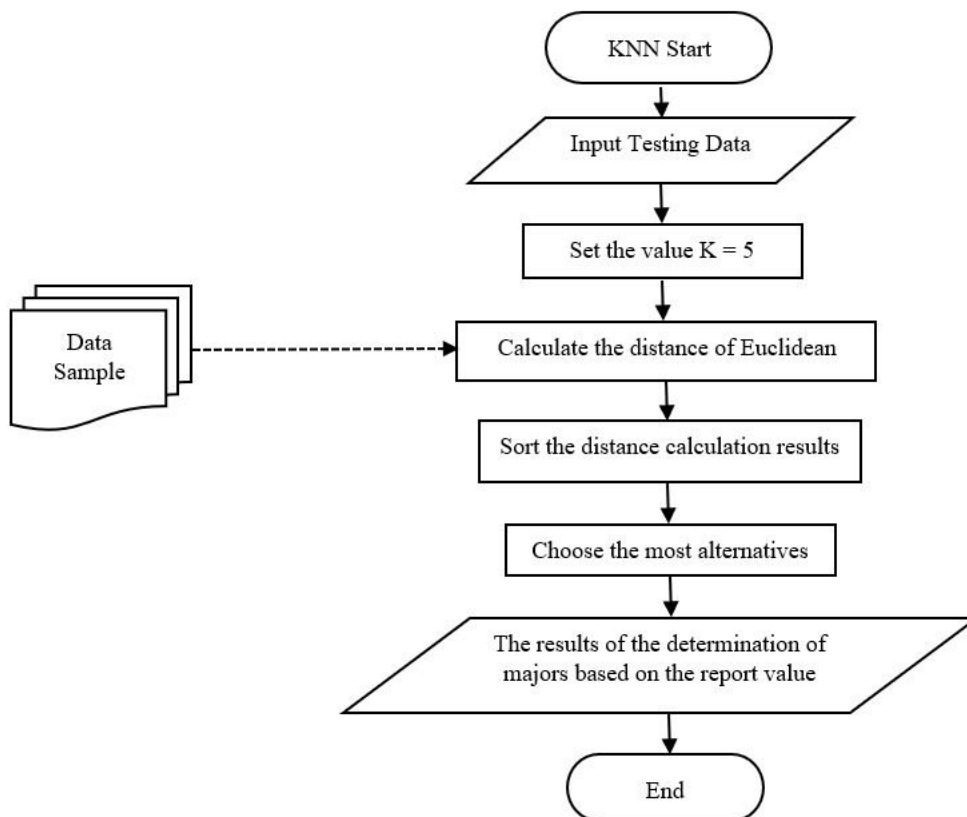 KNN Start
Input Testing Data
Set the value K = 5
Data
Sample
Calculate the distance of Euclidean
Sort the distance calculation results
Choose the most alternatives
The results of the determination of
majors based on the report value
End